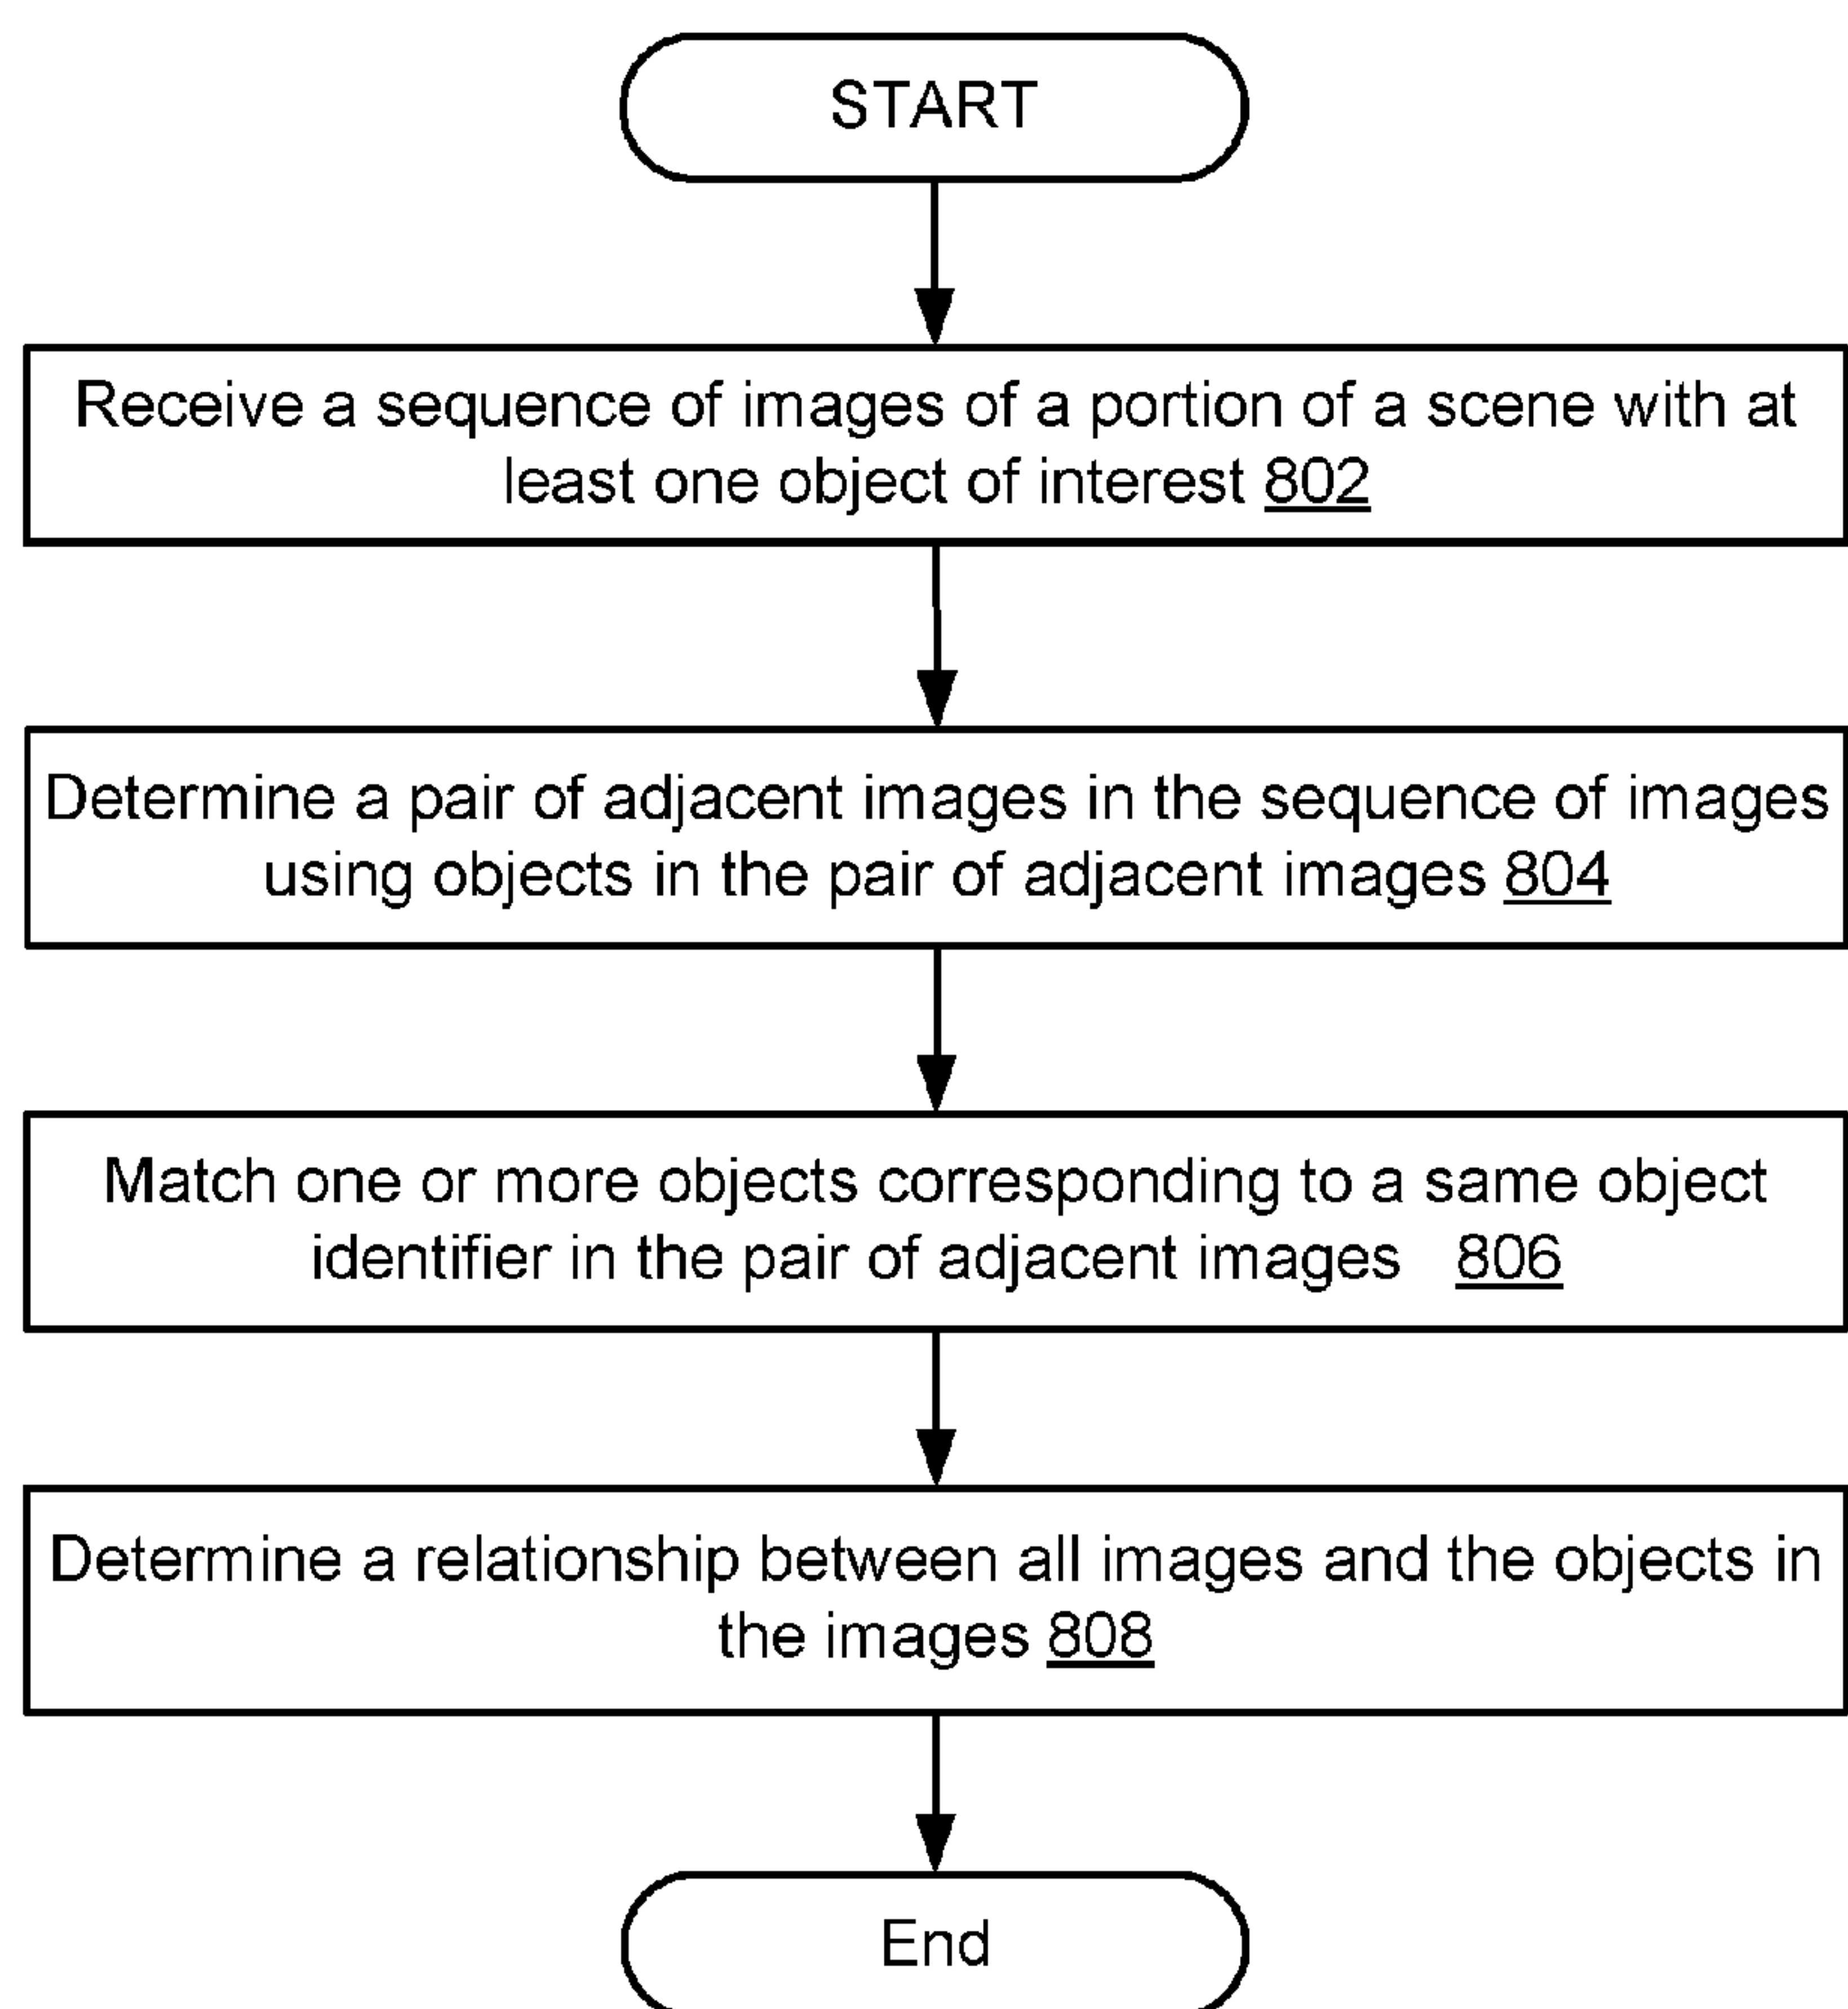 START
Receive a sequence of images of a portion of a scene with at
least one object of interest 802
Determine a pair of adjacent images in the sequence of images
using objects in the pair of adjacent images 804
Match one or more objects corresponding to a same object
identifier in the pair of adjacent images 806
Determine a relationship between all images and the objects in
the images 808
End